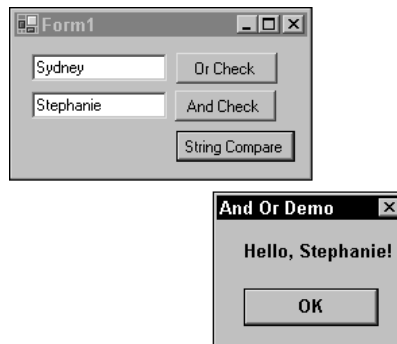 Form1
Sydney
Or Check
Stephanie
And Check
String Compare
And Or Demo
Hello, Stephanie!
OK